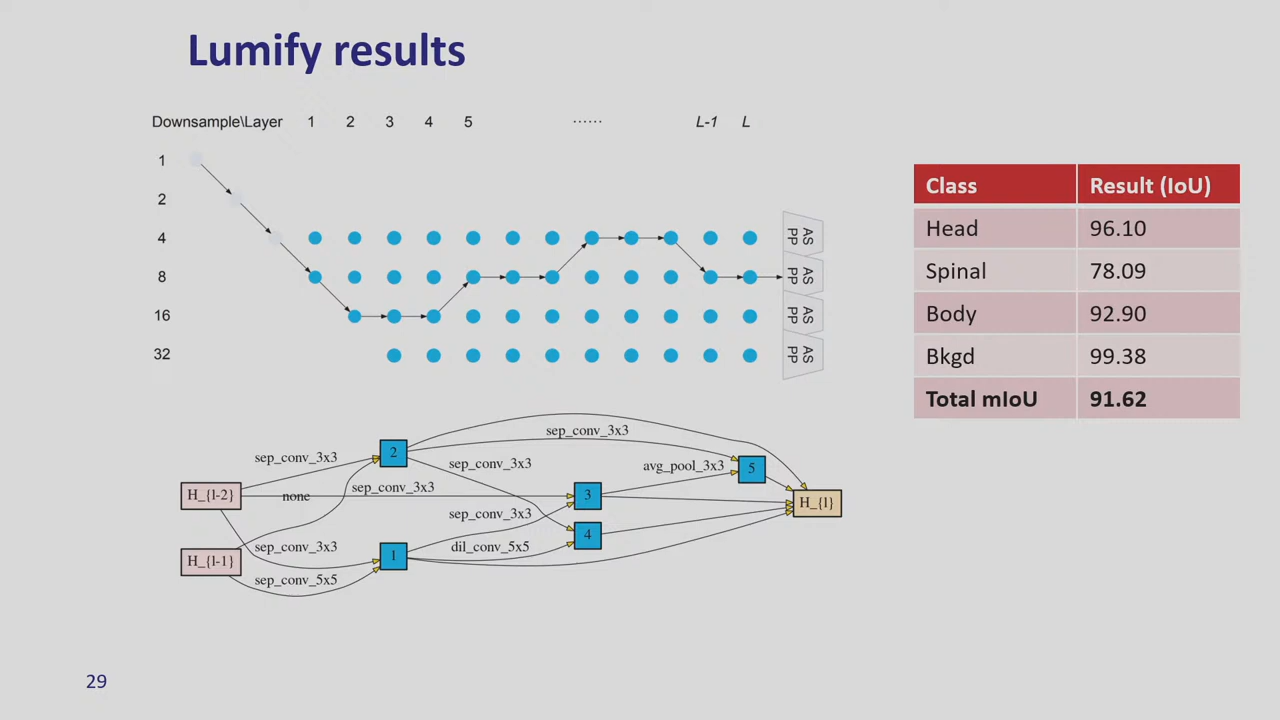 Lumify results
Downsample\Layer 1 2 3 4 5 ...... L-1 L
1
2
4
8
16
32
ASPP
ASPP
ASPP
ASPP
Class Result (IoU)
Head 96.10
Spinal 78.09
Body 92.90
Bkgd 99.38
Total mIoU 91.62
sep_conv_3x3
sep_conv_3x3
sep_conv_3x3
avg_pool_3x3
2
5
H_{l-2}
none
sep_conv_3x3
3
H_{l}
sep_conv_3x3
4
H_{l-1}
sep_conv_3x3
dil_conv_5x5
1
sep_conv_5x5
29